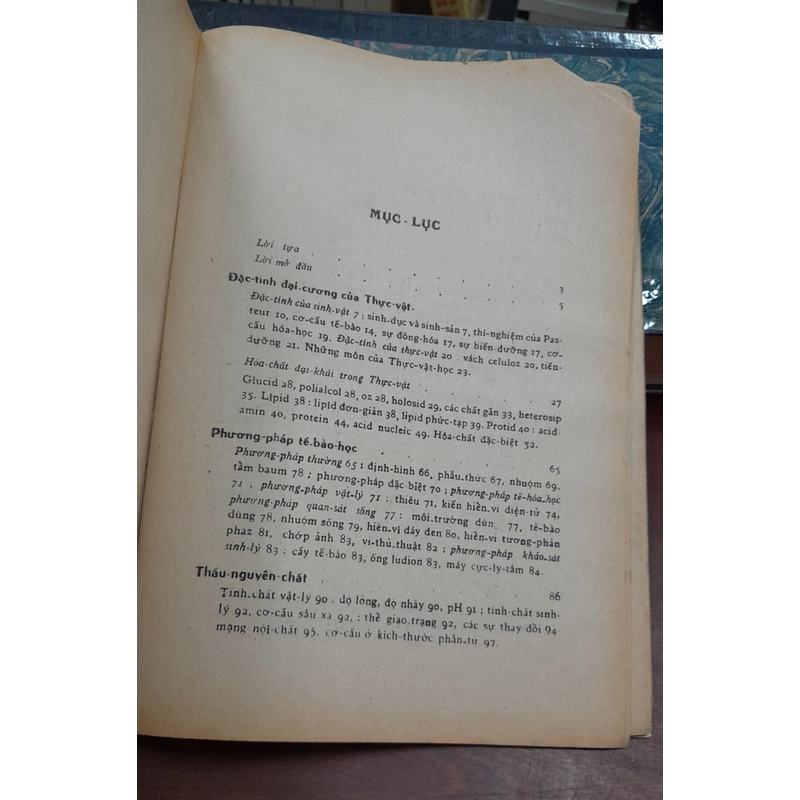 MỤC-LỤC
Lời tựa . . . . . . . 3
Lời mở đầu . . . . . . . 5
Đặc-tính đại-cương của Thực-vật.
Đặc-tính của sinh-vật 7 : sinh-dục và sinh-sản 7, thí-nghiệm của Pas-
teur 10, cơ-cấu tế-bào 14, sự đồng-hóa 17, sự biến-dưỡng 17, cơ-
cấu hóa-học 19. Đặc-tính của thực-vật 20 : vách celuloz 20, tiến-
dưỡng 21. Những môn của Thực-vật-học 23.
Hóa-chất đại-khái trong Thực-vật . . . . . 27
Glucid 28, polialcol 28, oz 28, holosid 29, các chất gần 33, heterosip
35. Lipid 38 : lipid đơn-giản 38, lipid phức-tạp 39. Protid 40 : acid-
amin 40, protein 44, acid nucleic 49. Hóa-chất đặc-biệt 52.
Phương-pháp tế-bào-học . . . . . 65
Phương-pháp thường 65 : định-hình 66, phẩu-thức 67, nhuộm 69,
tầm baum 78 ; phương-pháp đặc biệt 70 ; phương-pháp tế-hóa-học
71 ; phương-pháp vật-lý 71 : thiêu 71, kiến hiển-vi điện-tử 74,
phương-pháp quan-sát sống 77 : môi-trường dùn_ 77, tế-bào
dùng 78, nhuộm sống 79, hiển-vi đáy đen 80, hiển-vi tương-phản
phaz 81, chớp ảnh 83, vi-thủ-thuật 82 ; phương-pháp khảo-sát
sinh-lý 83 : cấy tế-bào 83, ống ludion 83, máy cực-ly-tâm 84.
Thấu-nguyên-chất . . . . . 86
Tính-chất vật-lý 90 : dọ lỏng, độ nhầy 90, pH 91 ; tính-chất sinh-
lý 92, cơ-cấu sâu xa 92, : thể giao-trạng 92, các sự thay-đổi 94
mạng nội-chất 95. cơ-cấu ở kích-thước phân-tử 97.